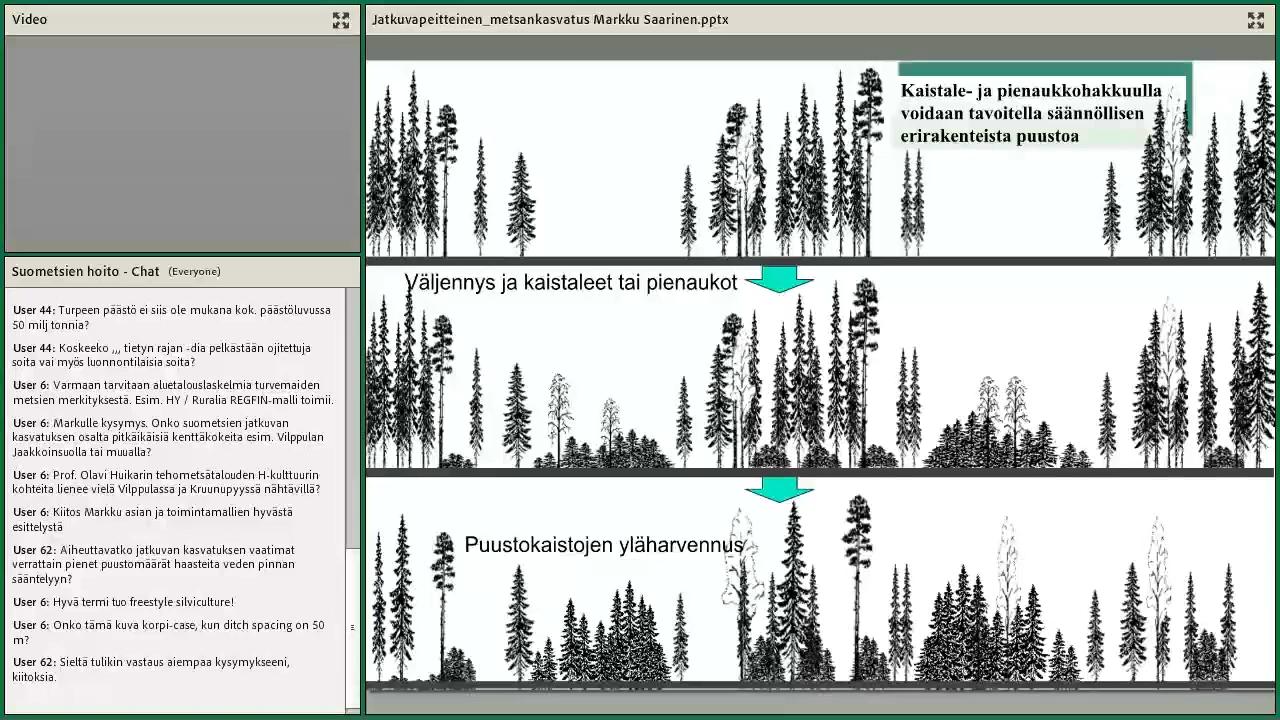 Video
Jatkuvapeitteinen_metsankasvatus Markku Saarinen.pptx
Kaistale- ja pienaukkohakkuulla
voidaan tavoitella säännöllisen
erirakenteista puustoa
Väljennys ja kaistaleet tai pienaukot
Puustokaistojen yläharvennus
Suometsien hoito - Chat (Everyone)
User 44: Turpeen päästö ei siis ole mukana kok. päästöluvussa
50 milj tonnia?
User 44: Koskeeko ,,, tietyn rajan -dia pelkästään ojitettuja
soita vai myös luonnontilaisia soita?
User 6: Varmaan tarvitaan aluetalouslaskelmia turvemaiden
metsien merkityksestä. Esim. HY / Ruralia REGFIN-malli toimii.
User 6: Markulle kysymys. Onko suometsien jatkuvan
kasvatuksen osalta pitkäikäisiä kenttäkokeita esim. Vilppulan
Jaakkoinsuolla tai muualla?
User 6: Prof. Olavi Huikarin tehometsätalouden H-kulttuurin
kohteita lienee vielä Vilppulassa ja Kruunupyyssä nähtävillä?
User 6: Kiitos Markku asian ja toimintamallien hyvästä
esittelystä
User 62: Aiheuttavatko jatkuvan kasvatuksen vaatimat
verrattain pienet puustomäärät haasteita veden pinnan
sääntelyyn?
User 6: Hyvä termi tuo freestyle silviculture!
User 6: Onko tämä kuva korpi-case, kun ditch spacing on 50
m?
User 62: Sieltä tulikin vastaus aiempaa kysymykseeni,
kiitoksia.